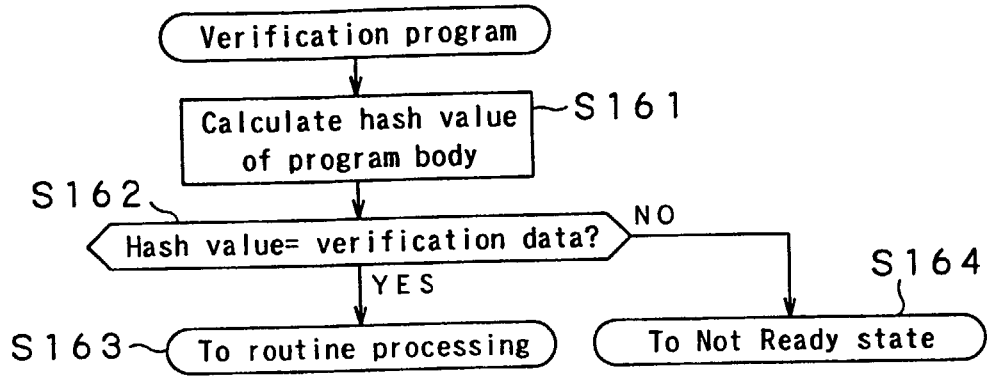 Verification program
Calculate hash value
of program body
S161
S162
Hash value= verification data?
NO
YES
S164
S163
To routine processing
To Not Ready state